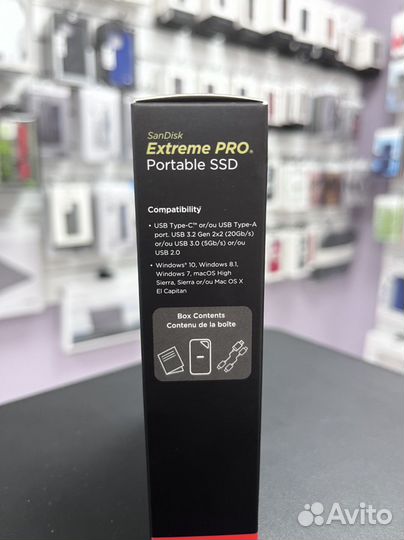 SanDisk
Extreme PRO®
Portable SSD
Compatibility
• USB Type-C™ or/ou USB Type-A
port. USB 3.2 Gen 2x2 (20Gb/s)
or/ou USB 3.0 (5Gb/s) or/ou
USB 2.0
• Windows® 10, Windows 8.1,
Windows 7, macOS High
Sierra, Sierra or/ou Mac OS X
El Capitan
Box Contents
Contenu de la boîte
Avito